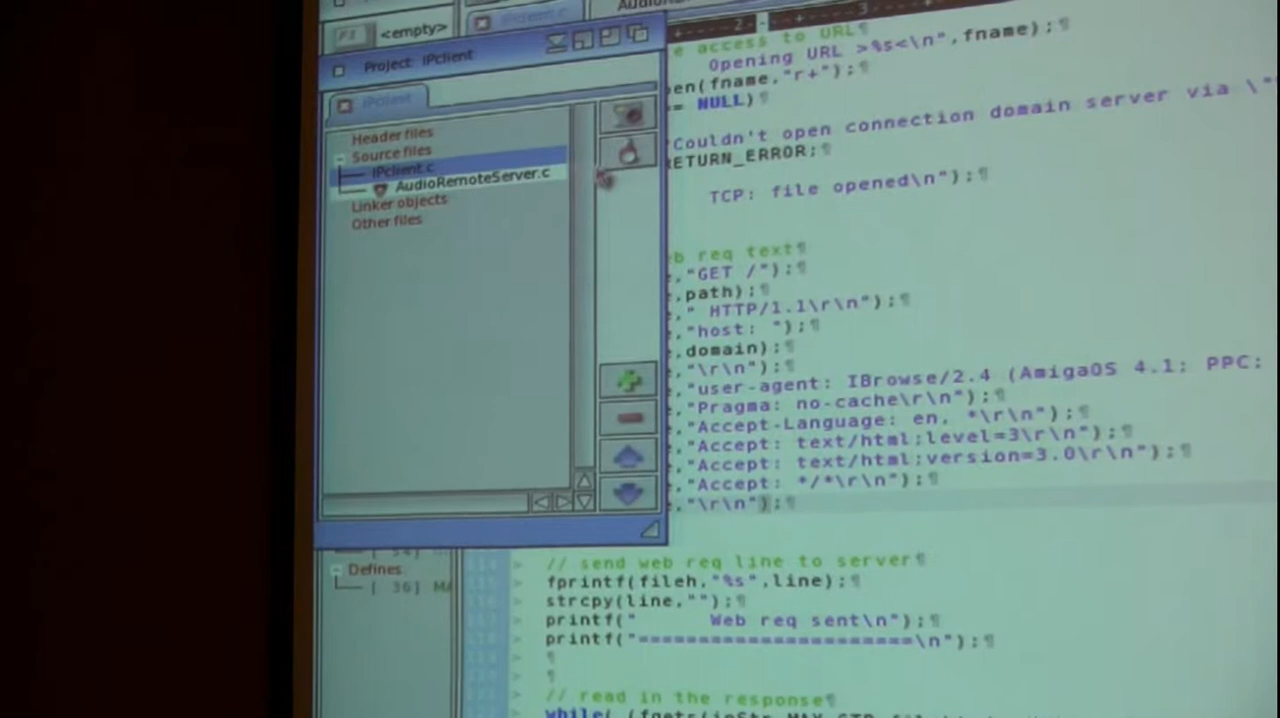 <empty>
IPclient.c
Project: IPclient
IPclient
Header files
Source files
IPclient.c
AudioRemoteServer.c
Linker objects
Other files
Defines
[ 36]
e access to URL¶
Opening URL >%s<\n",fname);¶
en(fname,"r+");¶
= NULL)¶
Couldn't open connection domain server via \"
ETURN_ERROR;¶
TCP: file opened\n");¶
b req text¶
,"GET /");¶
,path);¶
," HTTP/1.1\r\n");¶
,"host: ");¶
,domain);¶
,"\r\n");¶
,"user-agent: IBrowse/2.4 (AmigaOS 4.1; PPC;
,"Pragma: no-cache\r\n");¶
,"Accept-Language: en, *\r\n");¶
,"Accept: text/html;level=3\r\n");¶
,"Accept: text/html;version=3.0\r\n");¶
,"Accept: */*\r\n");¶
,"\r\n");¶
> // send web req line to server¶
> fprintf(fileh,"%s",line);¶
> strcpy(line,"");¶
> printf(" Web req sent\n");¶
> printf("======================\n");¶
> ¶
> ¶
> // read in the response¶
while(